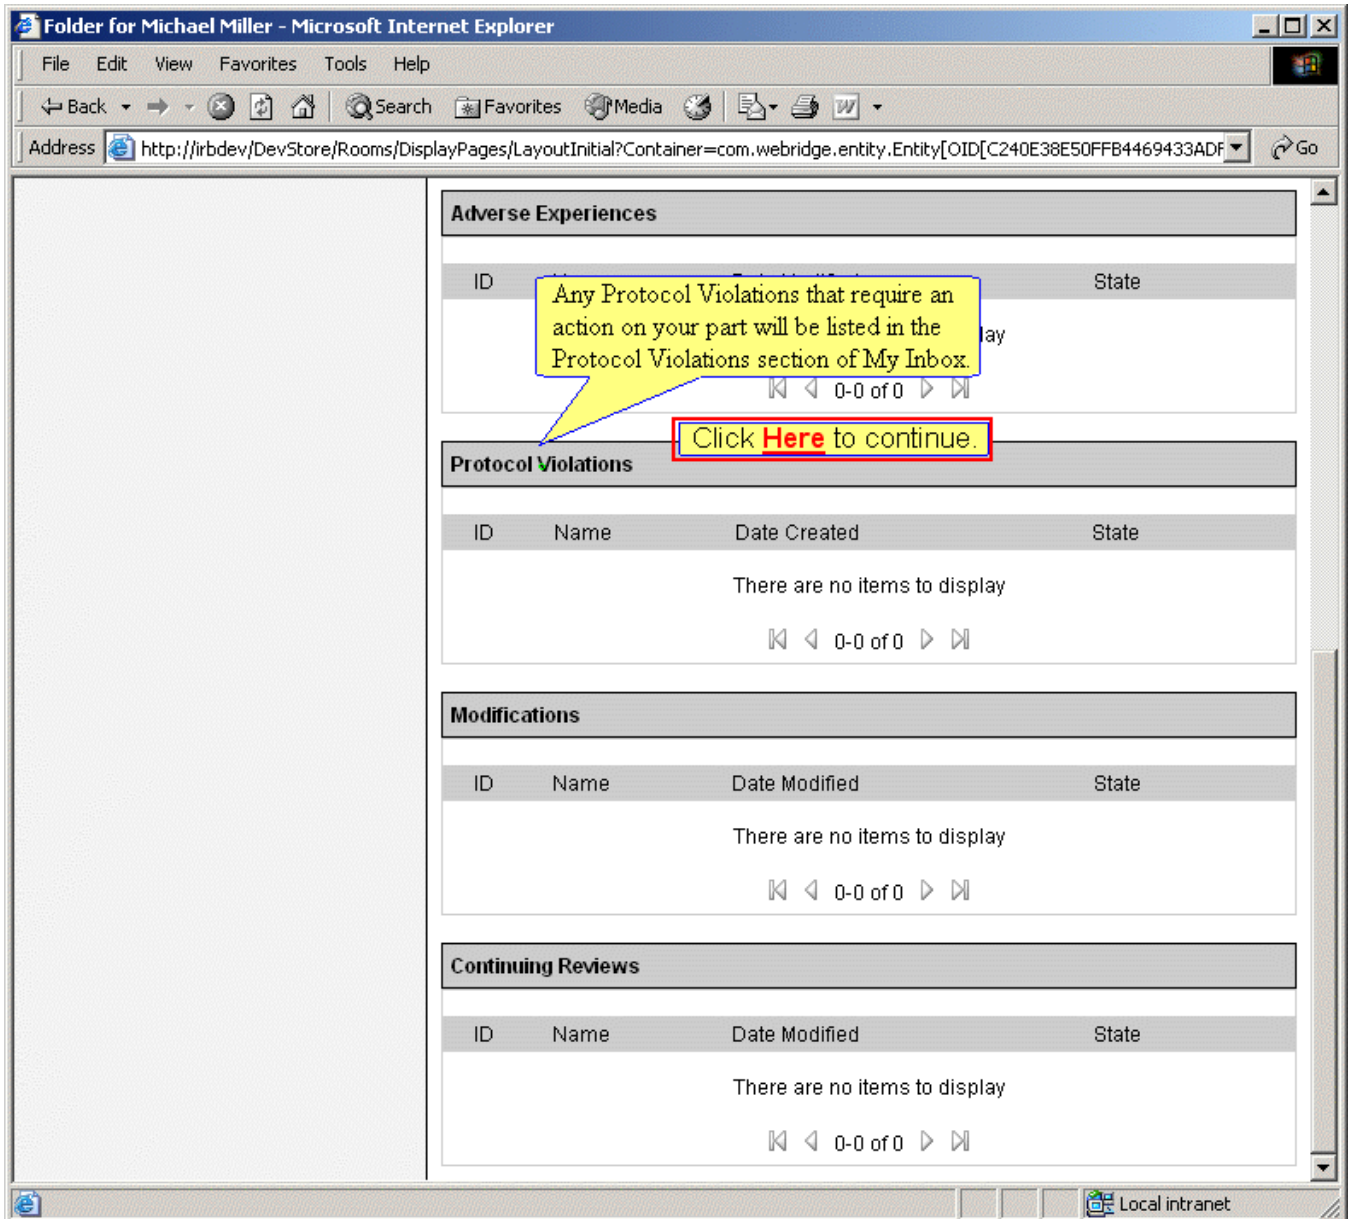 Folder for Michael Miller - Microsoft Internet Explorer
File Edit View Favorites Tools Help
Back Search Favorites Media
Address http://irbdev/DevStore/Rooms/DisplayPages/LayoutInitial?Container=com.webridge.entity.Entity[OID[C240E38E50FFB4469433ADF Go
Adverse Experiences
ID State
Any Protocol Violations that require an
action on your part will be listed in the
Protocol Violations section of My Inbox.
0-0 of 0
Click Here to continue.
Protocol Violations
ID Name Date Created State
There are no items to display
0-0 of 0
Modifications
ID Name Date Modified State
There are no items to display
0-0 of 0
Continuing Reviews
ID Name Date Modified State
There are no items to display
0-0 of 0
Local intranet